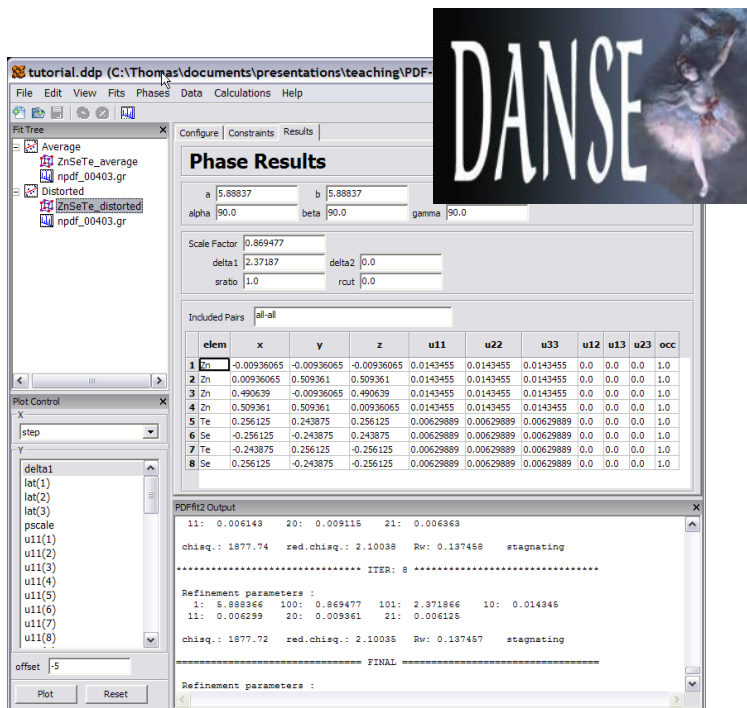 DANSE
tutorial.ddp (C:\Thomas\documents\presentations\teaching\PDF-
File Edit View Fits Phases Data Calculations Help
Fit Tree
Average
ZnSeTe_average
npdf_00403.gr
Distorted
ZnSeTe_distorted
npdf_00403.gr
Plot Control
X
step
Y
delta1
lat(1)
lat(2)
lat(3)
pscale
u11(1)
u11(2)
u11(3)
u11(4)
u11(5)
u11(6)
u11(7)
u11(8)
offset -5
Plot Reset
Configure Constraints Results
Phase Results
a 5.88837 b 5.88837
alpha 90.0 beta 90.0 gamma 90.0
Scale Factor 0.869477
delta1 2.37187 delta2 0.0
sratio 1.0 rcut 0.0
Included Pairs all-all
elem x y z u11 u22 u33 u12 u13 u23 occ
1 Zn -0.00936065 -0.00936065 -0.00936065 0.0143455 0.0143455 0.0143455 0.0 0.0 0.0 1.0
2 Zn 0.00936065 0.509361 0.509361 0.0143455 0.0143455 0.0143455 0.0 0.0 0.0 1.0
3 Zn 0.490639 -0.00936065 0.490639 0.0143455 0.0143455 0.0143455 0.0 0.0 0.0 1.0
4 Zn 0.509361 0.509361 0.00936065 0.0143455 0.0143455 0.0143455 0.0 0.0 0.0 1.0
5 Te 0.256125 0.243875 0.256125 0.00629889 0.00629889 0.00629889 0.0 0.0 0.0 1.0
6 Se -0.256125 -0.243875 0.243875 0.00629889 0.00629889 0.00629889 0.0 0.0 0.0 1.0
7 Te -0.243875 0.256125 -0.256125 0.00629889 0.00629889 0.00629889 0.0 0.0 0.0 1.0
8 Se 0.256125 -0.243875 -0.256125 0.00629889 0.00629889 0.00629889 0.0 0.0 0.0 1.0
PDFfit2 Output
11: 0.006143 20: 0.009115 21: 0.006363
chisq.: 1877.74 red.chisq.: 2.10038 Rw: 0.137458 stagnating
******************************** ITER: 8 ********************************
Refinement parameters :
1: 5.888366 100: 0.869477 101: 2.371866 10: 0.014345
11: 0.006299 20: 0.009361 21: 0.006125
chisq.: 1877.72 red.chisq.: 2.10035 Rw: 0.137457 stagnating
================================ FINAL ==================================
Refinement parameters :